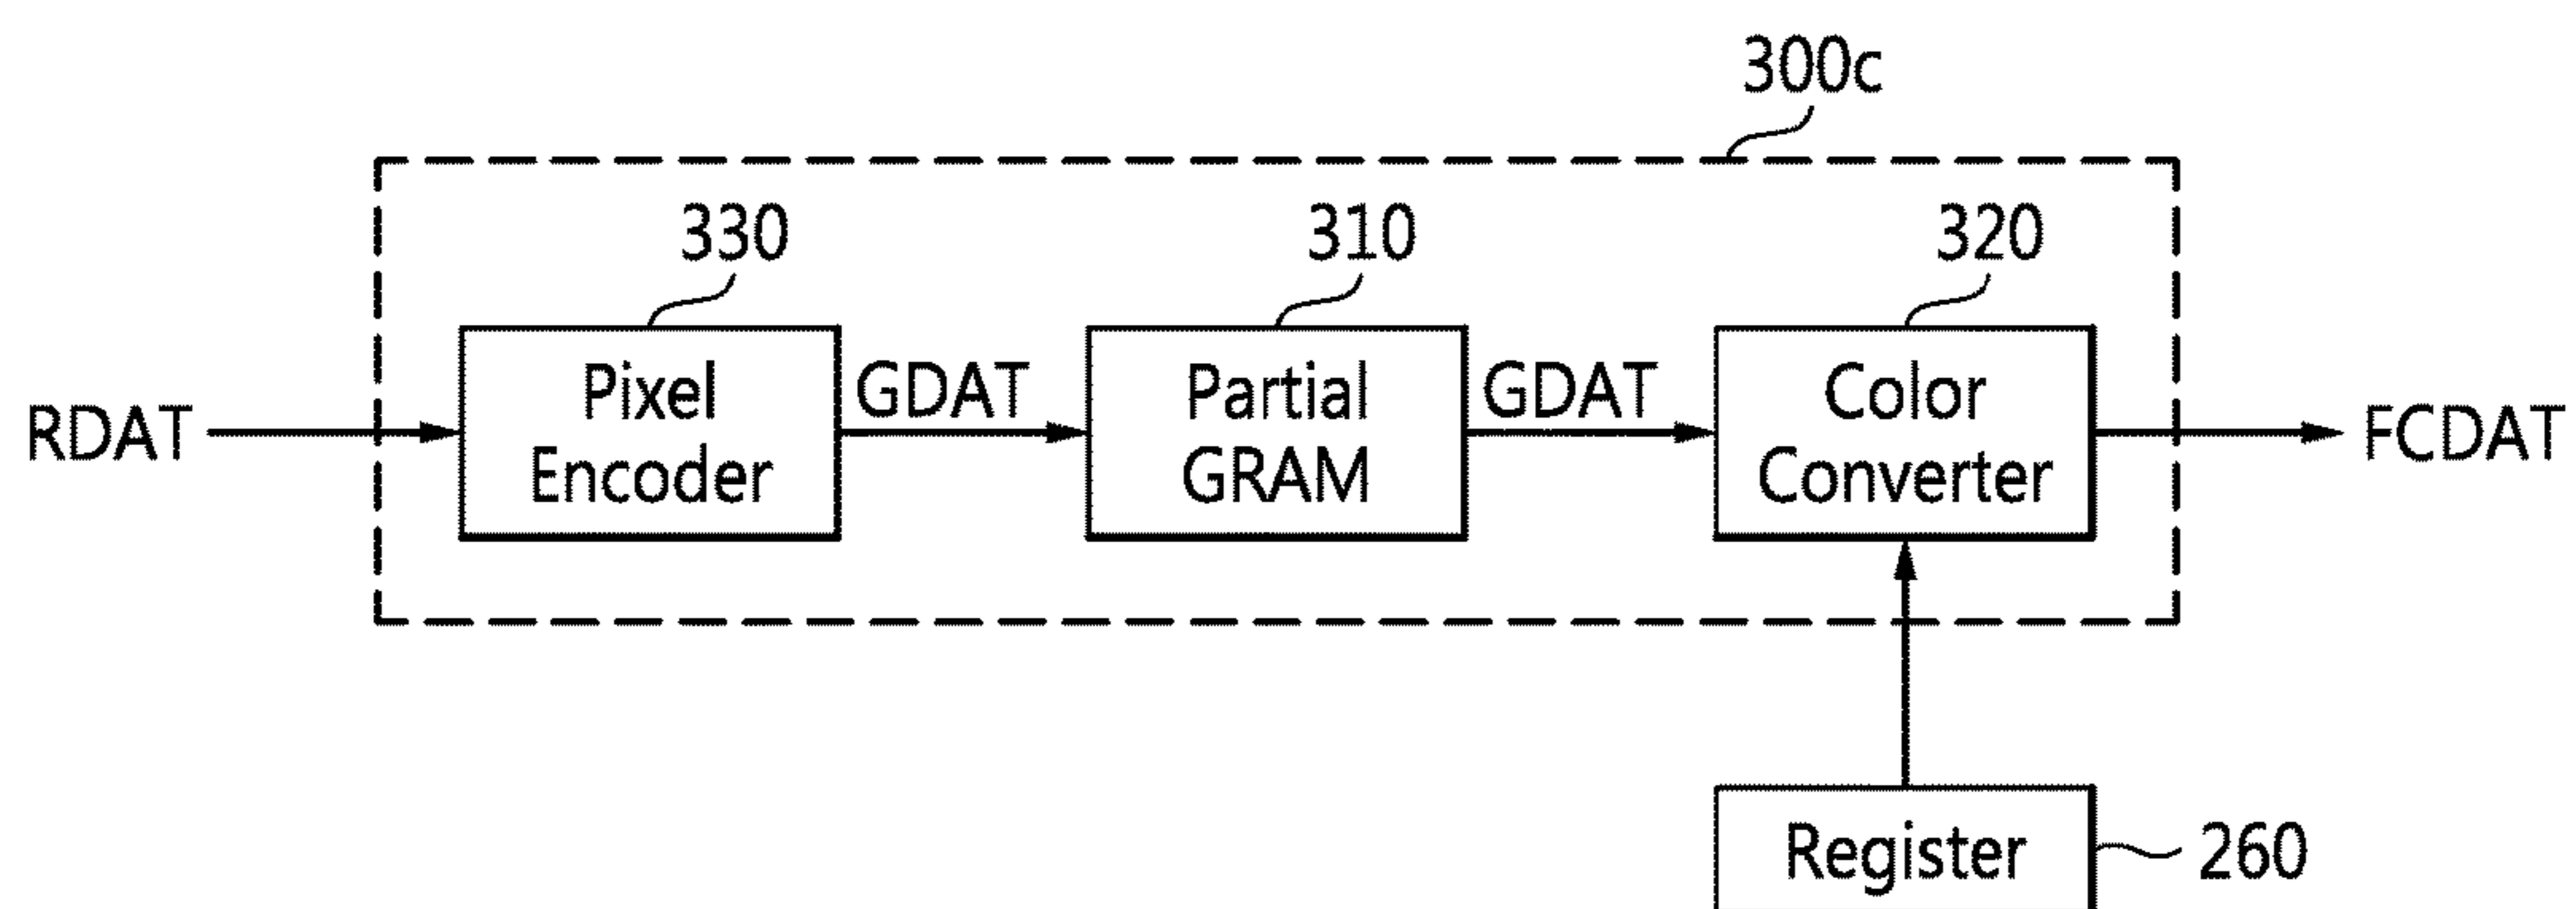 300c
330
310
320
RDAT
Pixel
Encoder
GDAT
Partial
GRAM
GDAT
Color
Converter
FCDAT
Register
260